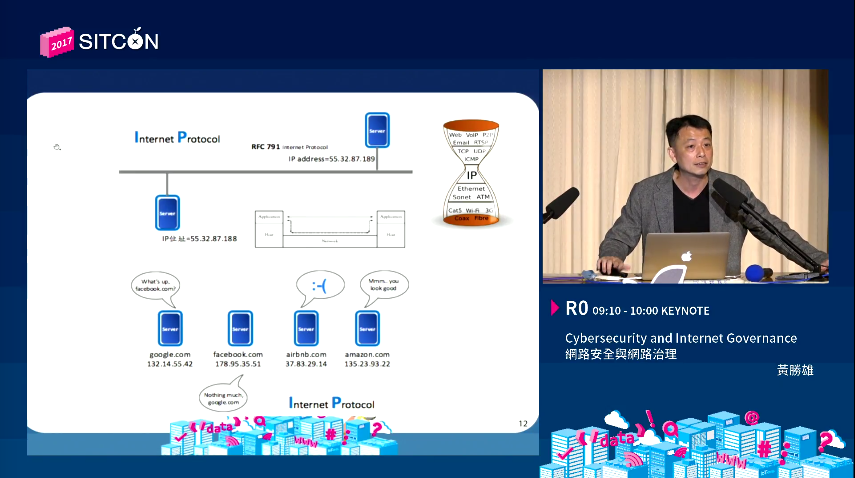 2017 SITCON
Internet Protocol
RFC 791 Internet Protocol
IP address=55.32.87.189
Server
Server
IP位址=55.32.87.188
Application
Application
Host
Host
Web VoIP P2P
Email RTSP
TCP UDP
ICMP
IP
Ethernet
Sonet ATM
Cat5 Wi-Fi 3G
Coax Fibre
What's up,
facebook.com?
:-(
Mmm.. you
look good
Server
Server
Server
Server
google.com
132.14.55.42
facebook.com
178.95.35.51
airbnb.com
37.83.29.14
amazon.com
135.23.93.22
Nothing much,
google.com
Internet Protocol
data
www
#
?
12
R0 09:10 - 10:00 KEYNOTE
Cybersecurity and Internet Governance
網路安全與網路治理
黃勝雄
data
@
www
#
?